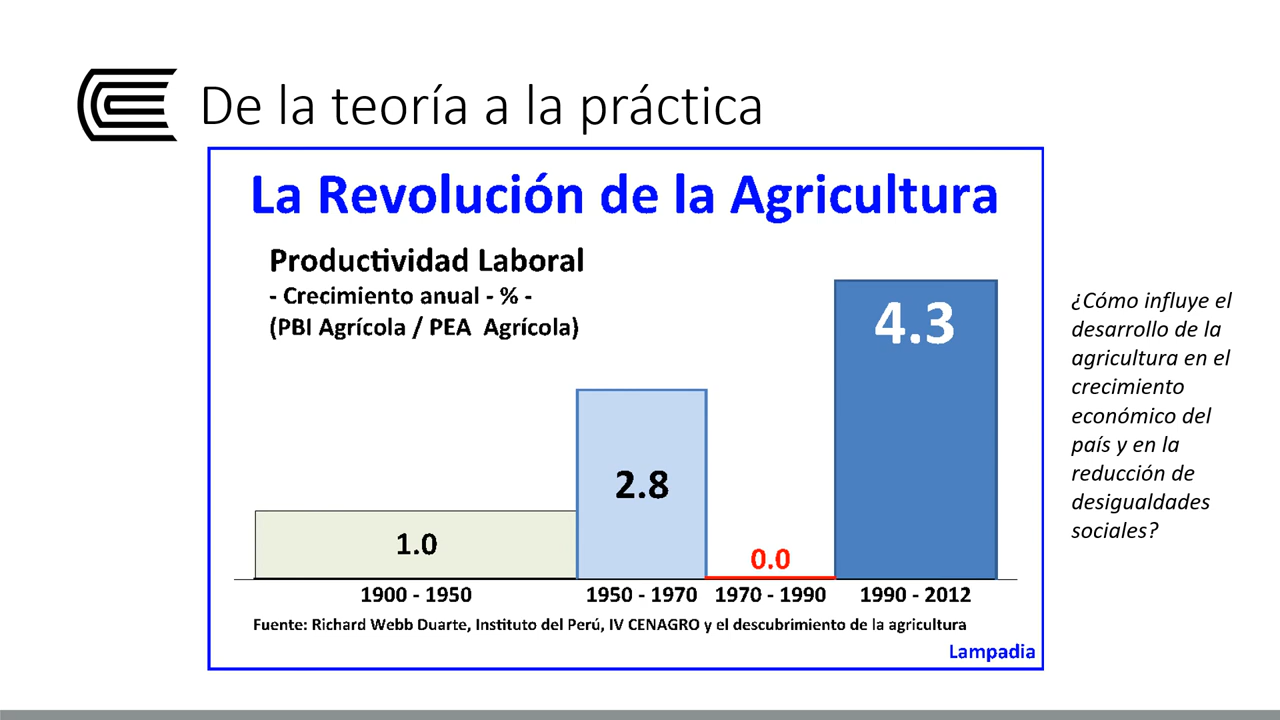 De la teoría a la práctica
La Revolución de la Agricultura
Productividad Laboral
- Crecimiento anual - % -
(PBI Agrícola / PEA Agrícola)
4.3
2.8
1.0
0.0
1900 - 1950
1950 - 1970
1970 - 1990
1990 - 2012
Fuente: Richard Webb Duarte, Instituto del Perú, IV CENAGRO y el descubrimiento de la agricultura
Lampadia
¿Cómo influye el
desarrollo de la
agricultura en el
crecimiento
económico del
país y en la
reducción de
desigualdades
sociales?